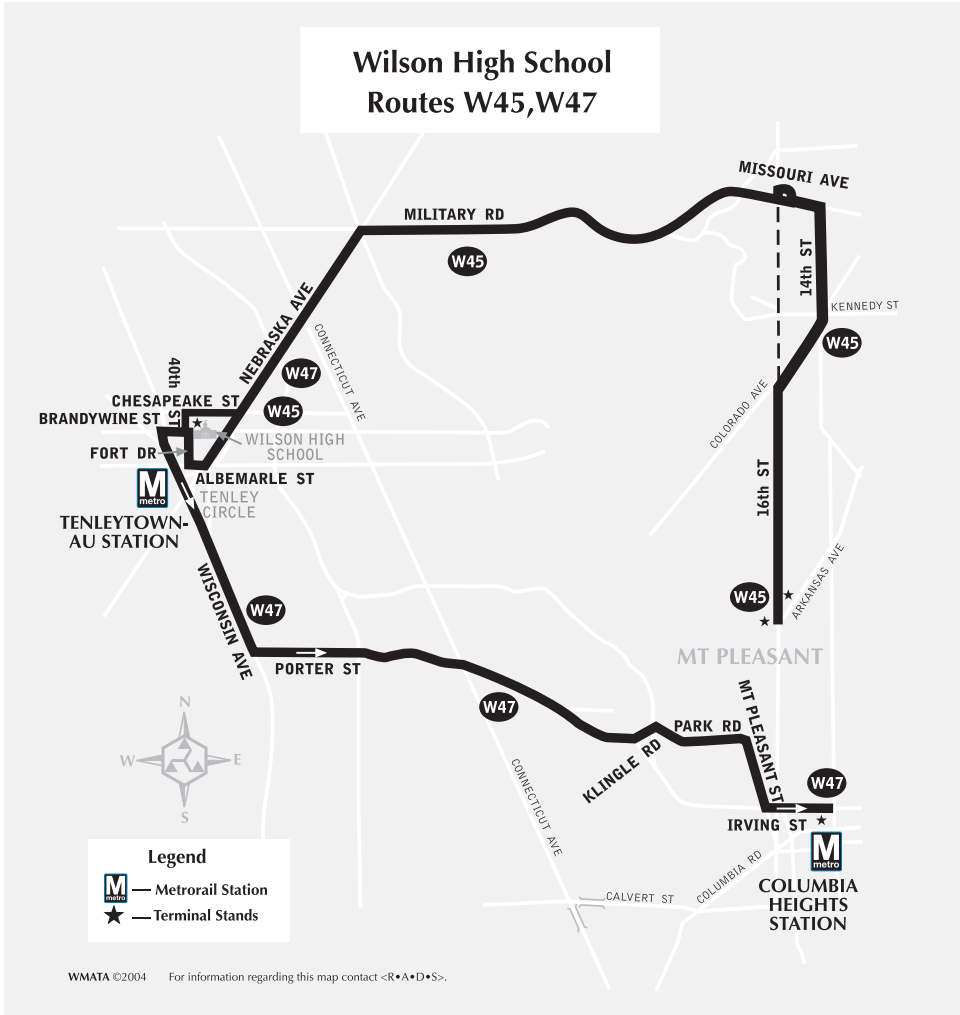 Wilson High School
Routes W45,W47
MISSOURI AVE
MILITARY RD
W45
14th ST
KENNEDY ST
W45
NEBRASKA AVE
CONNECTICUT AVE
W47
40th ST
CHESAPEAKE ST
W45
BRANDYWINE ST
COLORADO AVE
WILSON HIGH
SCHOOL
FORT DR
ALBEMARLE ST
16th ST
M
metro
TENLEY
CIRCLE
TENLEYTOWN-
AU STATION
WISCONSIN AVE
ARKANSAS AVE
W45
W47
MT PLEASANT
PORTER ST
W47
MT PLEASANT ST
PARK RD
KLINGLE RD
N
W
E
S
CONNECTICUT AVE
W47
IRVING ST
M
metro
COLUMBIA RD
COLUMBIA
HEIGHTS
STATION
CALVERT ST
Legend
M
metro
— Metrorail Station
★ — Terminal Stands
WMATA ©2004 For information regarding this map contact <R•A•D•S>.